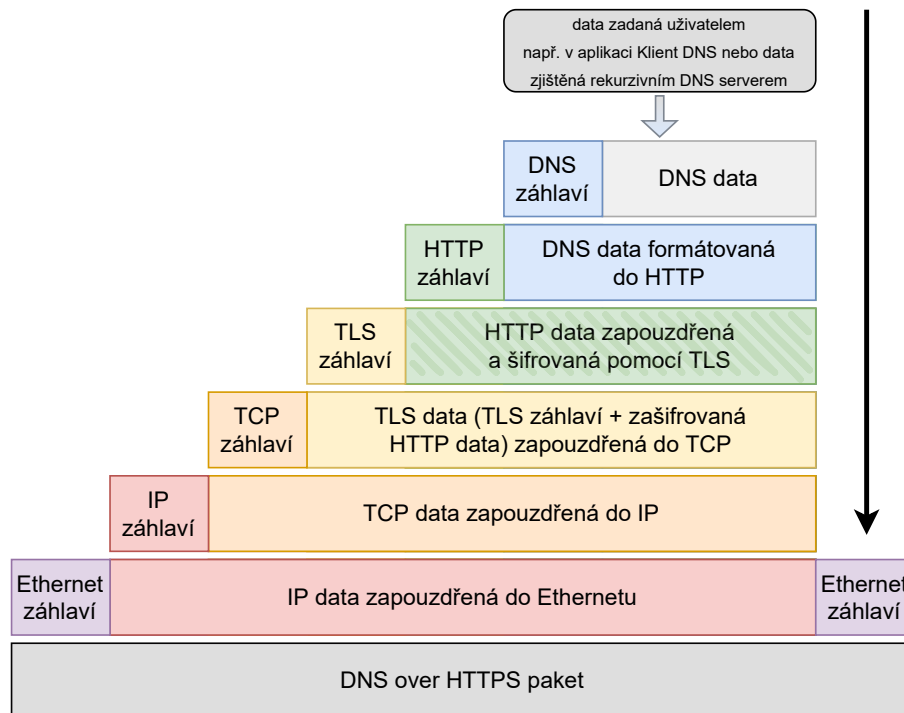 data zadaná uživatelem
např. v aplikaci Klient DNS nebo data
zjištěná rekurzivním DNS serverem
DNS
záhlaví
DNS data
HTTP
záhlaví
DNS data formátovaná
do HTTP
TLS
záhlaví
HTTP data zapouzdřená
a šifrovaná pomocí TLS
TCP
záhlaví
TLS data (TLS záhlaví + zašifrovaná
HTTP data) zapouzdřená do TCP
IP
záhlaví
TCP data zapouzdřená do IP
Ethernet
záhlaví
IP data zapouzdřená do Ethernetu
Ethernet
záhlaví
DNS over HTTPS paket